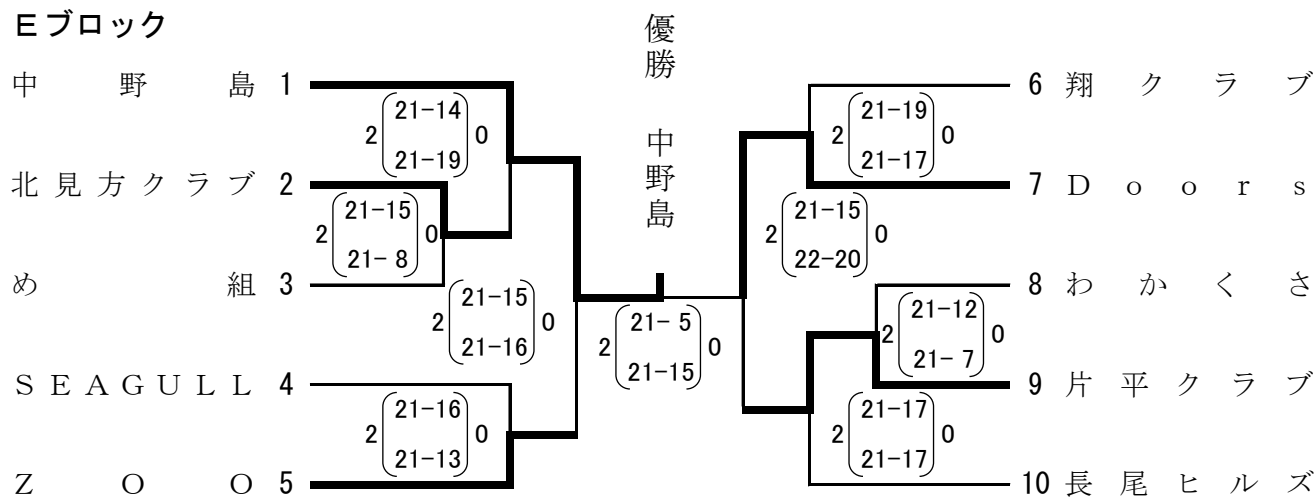 Eブロック
優勝 中野島
中野島 1
21-14
2 0
21-19
北見方クラブ 2
21-15
2 0
21- 8
め組 3
21-15
2 0
21-16
SEAGULL 4
21-16
2 0
21-13
ZOO 5
21- 5
2 0
21-15
6 翔クラブ
21-19
2 0
21-17
7 Doors
21-15
2 0
22-20
8 わかくさ
21-12
2 0
21- 7
9 片平クラブ
21-17
2 0
21-17
10 長尾ヒルズ